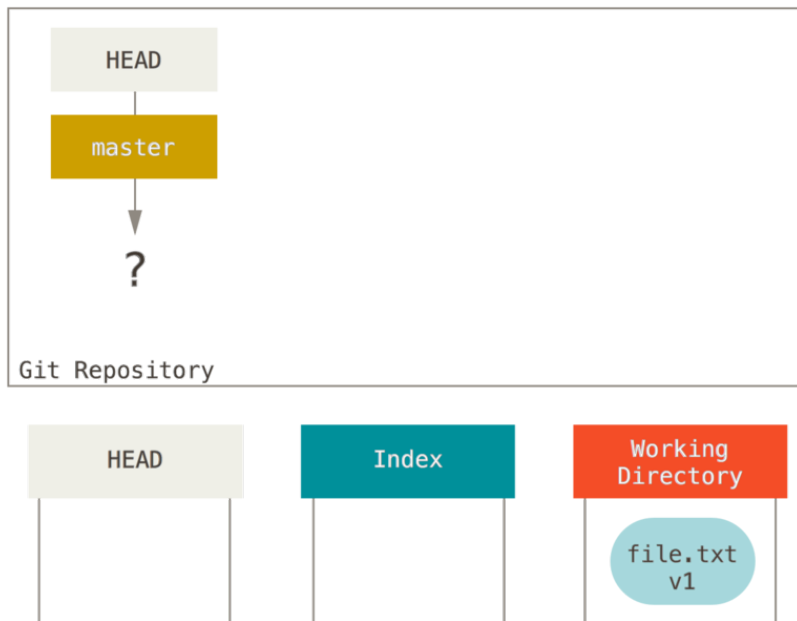 HEAD
master
?
Git Repository
HEAD
Index
Working
Directory
file.txt
v1